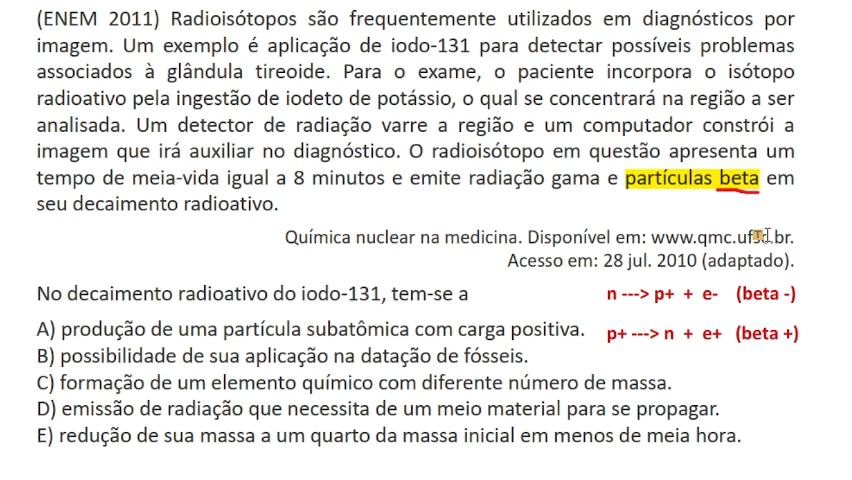 (ENEM 2011) Radioisótopos são frequentemente utilizados em diagnósticos por
imagem. Um exemplo é aplicação de iodo-131 para detectar possíveis problemas
associados à glândula tireoide. Para o exame, o paciente incorpora o isótopo
radioativo pela ingestão de iodeto de potássio, o qual se concentrará na região a ser
analisada. Um detector de radiação varre a região e um computador constrói a
imagem que irá auxiliar no diagnóstico. O radioisótopo em questão apresenta um
tempo de meia-vida igual a 8 minutos e emite radiação gama e partículas beta em
seu decaimento radioativo.
Química nuclear na medicina. Disponível em: www.qmc.ufsc.br.
Acesso em: 28 jul. 2010 (adaptado).
No decaimento radioativo do iodo-131, tem-se a
n ---> p+ + e- (beta -)
A) produção de uma partícula subatômica com carga positiva.
p+ ---> n + e+ (beta +)
B) possibilidade de sua aplicação na datação de fósseis.
C) formação de um elemento químico com diferente número de massa.
D) emissão de radiação que necessita de um meio material para se propagar.
E) redução de sua massa a um quarto da massa inicial em menos de meia hora.